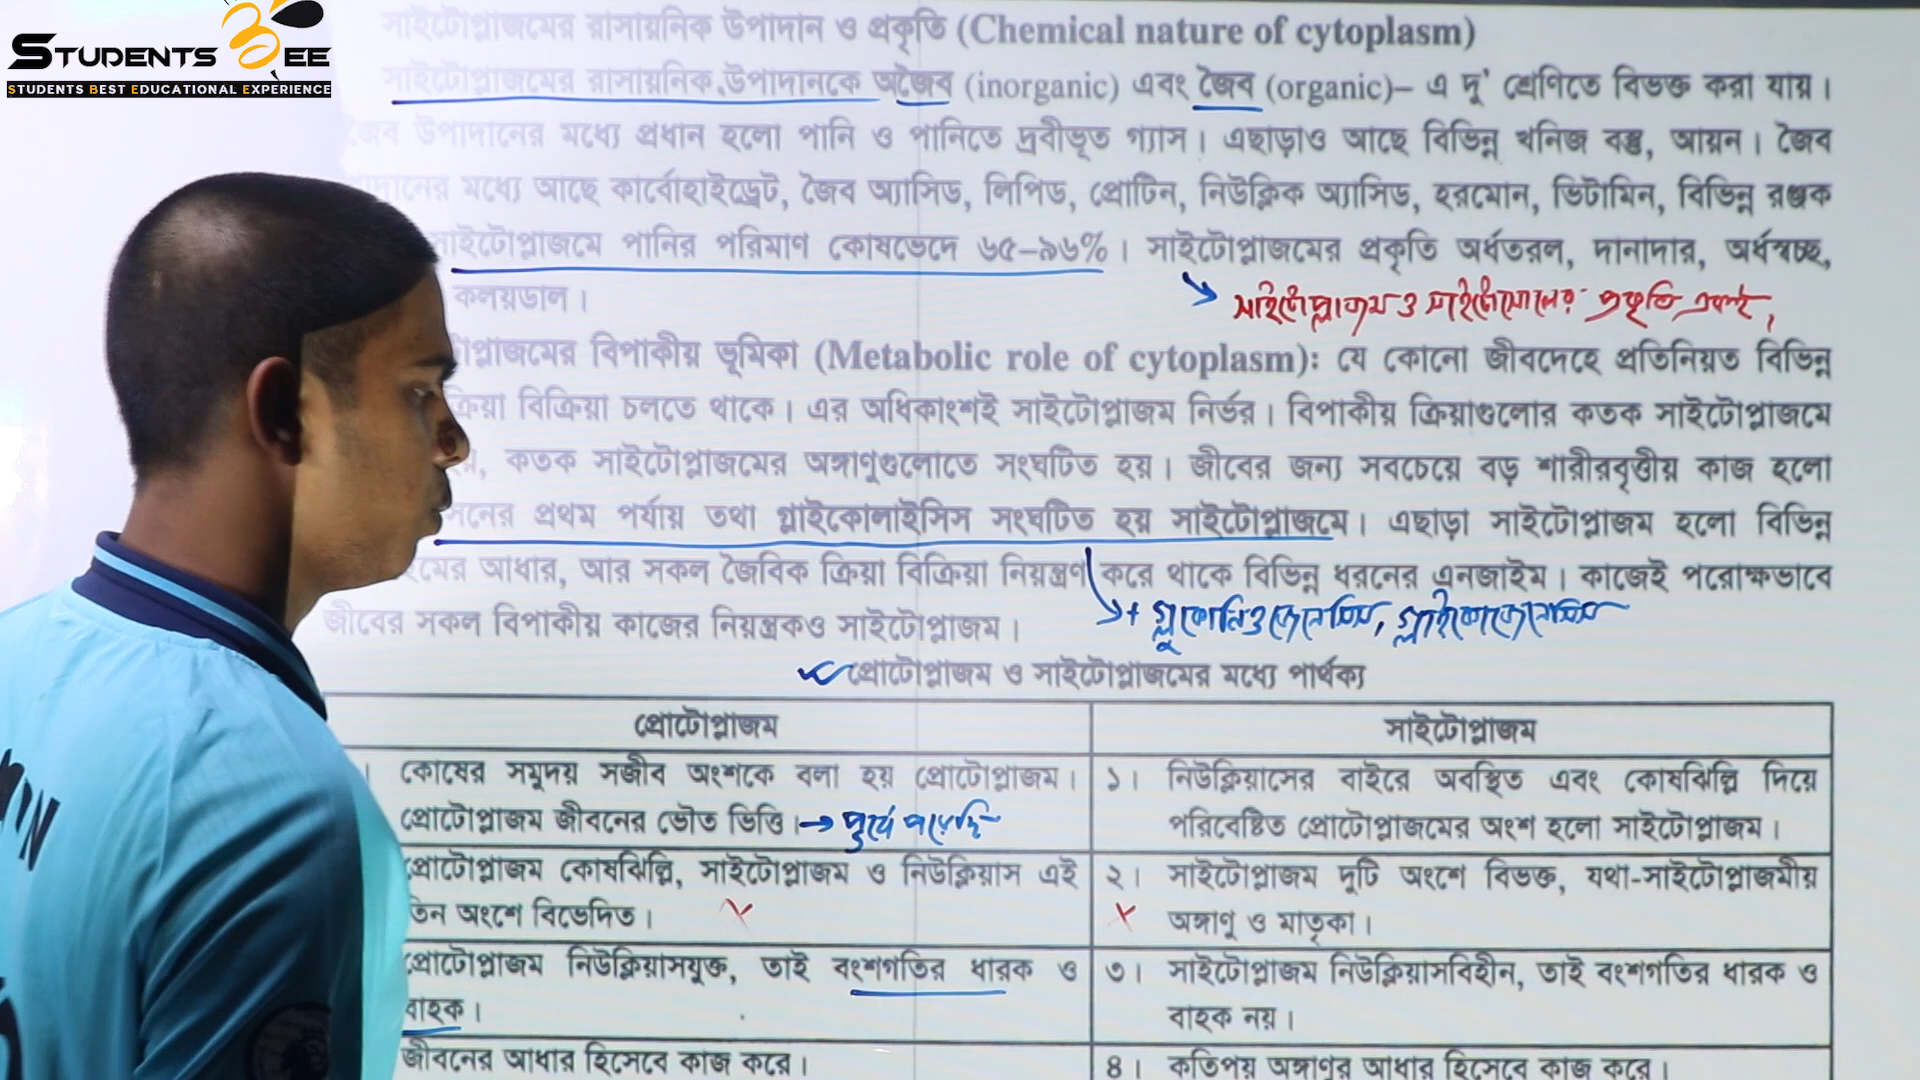 STUDENTS BEE
STUDENTS BEST EDUCATIONAL EXPERIENCE
সাইটোপ্লাজমের রাসায়নিক উপাদান ও প্রকৃতি (Chemical nature of cytoplasm)
সাইটোপ্লাজমের রাসায়নিক উপাদানকে অজৈব (inorganic) এবং জৈব (organic)– এ দু' শ্রেণিতে বিভক্ত করা যায়।
জৈব উপাদানের মধ্যে প্রধান হলো পানি ও পানিতে দ্রবীভূত গ্যাস। এছাড়াও আছে বিভিন্ন খনিজ বস্তু, আয়ন। জৈব
মধ্যে আছে কার্বোহাইড্রেট, জৈব অ্যাসিড, লিপিড, প্রোটিন, নিউক্লিক অ্যাসিড, হরমোন, ভিটামিন, বিভিন্ন রঞ্জক
সাইটোপ্লাজমে পানির পরিমাণ কোষভেদে ৬৫–৯৬%। সাইটোপ্লাজমের প্রকৃতি অর্ধতরল, দানাদার, অর্ধস্বচ্ছ,
কলয়ডাল।
সাইটোপ্লাজম ও সাইটোসোলের প্রকৃতি একই,
বিপাকীয় ভূমিকা (Metabolic role of cytoplasm): যে কোনো জীবদেহে প্রতিনিয়ত বিভিন্ন
ক্রিয়া বিক্রিয়া চলতে থাকে। এর অধিকাংশই সাইটোপ্লাজম নির্ভর। বিপাকীয় ক্রিয়াগুলোর কতক সাইটোপ্লাজমে
কতক সাইটোপ্লাজমের অঙ্গাণুগুলোতে সংঘটিত হয়। জীবের জন্য সবচেয়ে বড় শারীরবৃত্তীয় কাজ হলো
প্রথম পর্যায় তথা গ্লাইকোলাইসিস সংঘটিত হয় সাইটোপ্লাজমে। এছাড়া সাইটোপ্লাজম হলো বিভিন্ন
আধার, আর সকল জৈবিক ক্রিয়া বিক্রিয়া নিয়ন্ত্রণ করে থাকে বিভিন্ন ধরনের এনজাইম। কাজেই পরোক্ষভাবে
জীবের সকল বিপাকীয় কাজের নিয়ন্ত্রকও সাইটোপ্লাজম।
+ গ্লুকোনিওজেনেসিস, গ্লাইকোজেনেসিস
প্রোটোপ্লাজম ও সাইটোপ্লাজমের মধ্যে পার্থক্য
প্রোটোপ্লাজম
সাইটোপ্লাজম
কোষের সমুদয় সজীব অংশকে বলা হয় প্রোটোপ্লাজম।
প্রোটোপ্লাজম জীবনের ভৌত ভিত্তি। → পূর্বে পড়েছি
১। নিউক্লিয়াসের বাইরে অবস্থিত এবং কোষঝিল্লি দিয়ে
পরিবেষ্টিত প্রোটোপ্লাজমের অংশ হলো সাইটোপ্লাজম।
প্রোটোপ্লাজম কোষঝিল্লি, সাইটোপ্লাজম ও নিউক্লিয়াস এই
তিন অংশে বিভেদিত।
২। সাইটোপ্লাজম দুটি অংশে বিভক্ত, যথা-সাইটোপ্লাজমীয়
অঙ্গাণু ও মাতৃকা।
প্রোটোপ্লাজম নিউক্লিয়াসযুক্ত, তাই বংশগতির ধারক ও
বাহক।
৩। সাইটোপ্লাজম নিউক্লিয়াসবিহীন, তাই বংশগতির ধারক ও
বাহক নয়।
জীবনের আধার হিসেবে কাজ করে।
৪। কতিপয় অঙ্গাণুর আধার হিসেবে কাজ করে।